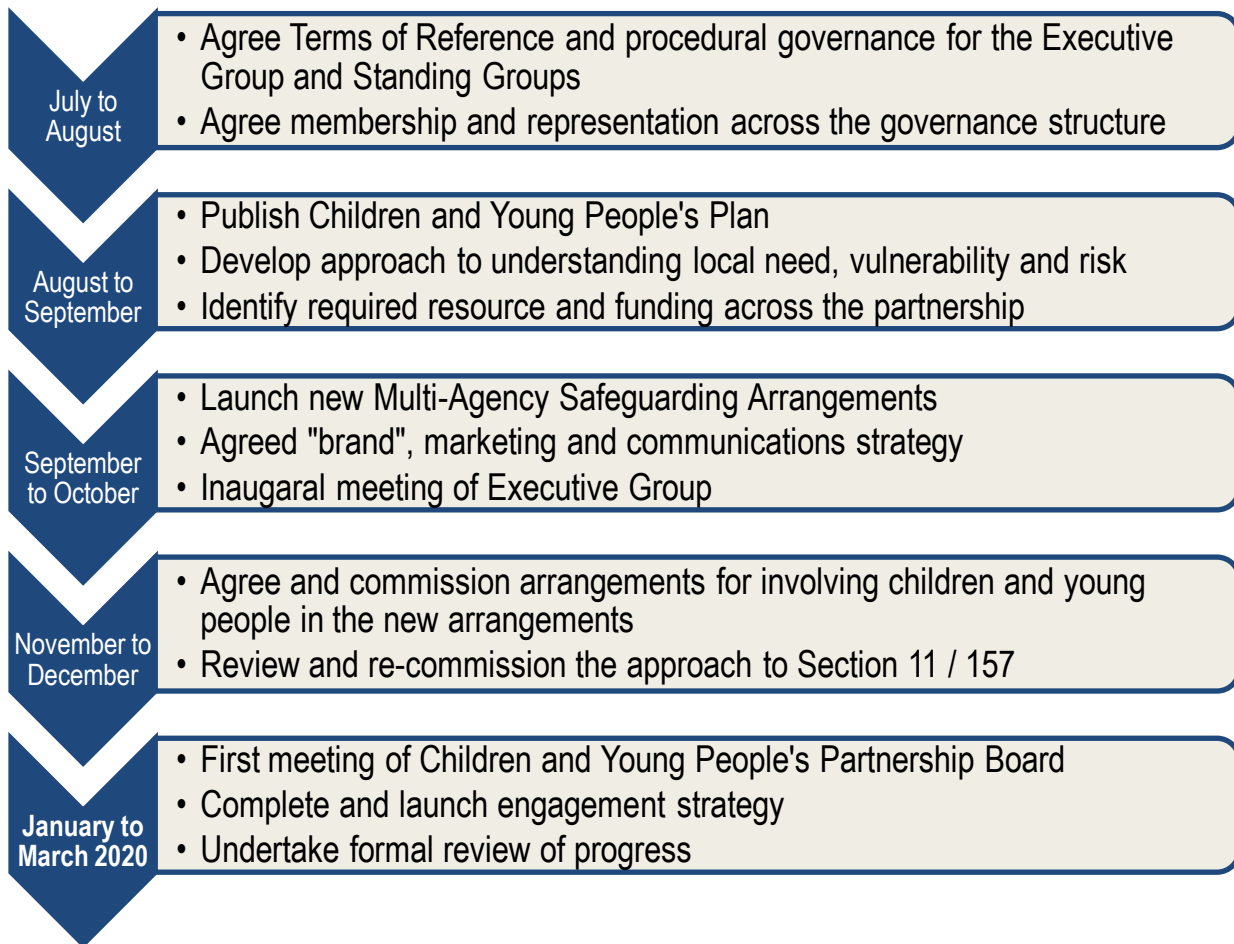 July to
August
• Agree Terms of Reference and procedural governance for the Executive
Group and Standing Groups
• Agree membership and representation across the governance structure
August to
September
• Publish Children and Young People's Plan
• Develop approach to understanding local need, vulnerability and risk
• Identify required resource and funding across the partnership
September
to October
• Launch new Multi-Agency Safeguarding Arrangements
• Agreed "brand", marketing and communications strategy
• Inaugaral meeting of Executive Group
November to
December
• Agree and commission arrangements for involving children and young
people in the new arrangements
• Review and re-commission the approach to Section 11 / 157
January to
March 2020
• First meeting of Children and Young People's Partnership Board
• Complete and launch engagement strategy
• Undertake formal review of progress